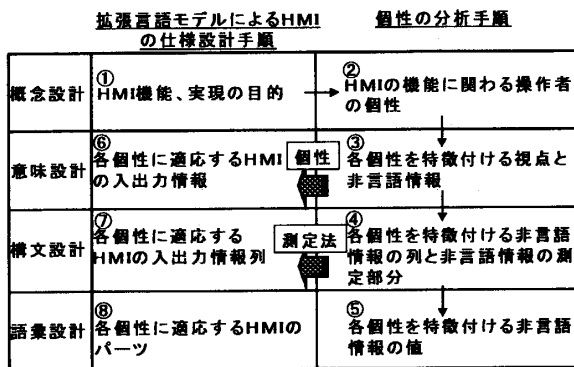 拡張言語モデルによるHMI
の仕様設計手順
個性の分析手順
概念設計
①
HMI機能、実現の目的
②
HMIの機能に関わる操作者
の個性
意味設計
⑥
各個性に適応するHMI
の入出力情報
個性
③
各個性を特徴付ける視点と
非言語情報
構文設計
⑦
各個性に適応する
HMIの入出力情報列
測定法
④
各個性を特徴付ける非言語
情報の列と非言語情報の測
定部分
語彙設計
⑧
各個性に適応するHMIの
パーツ
⑤
各個性を特徴付ける非言語
情報の値